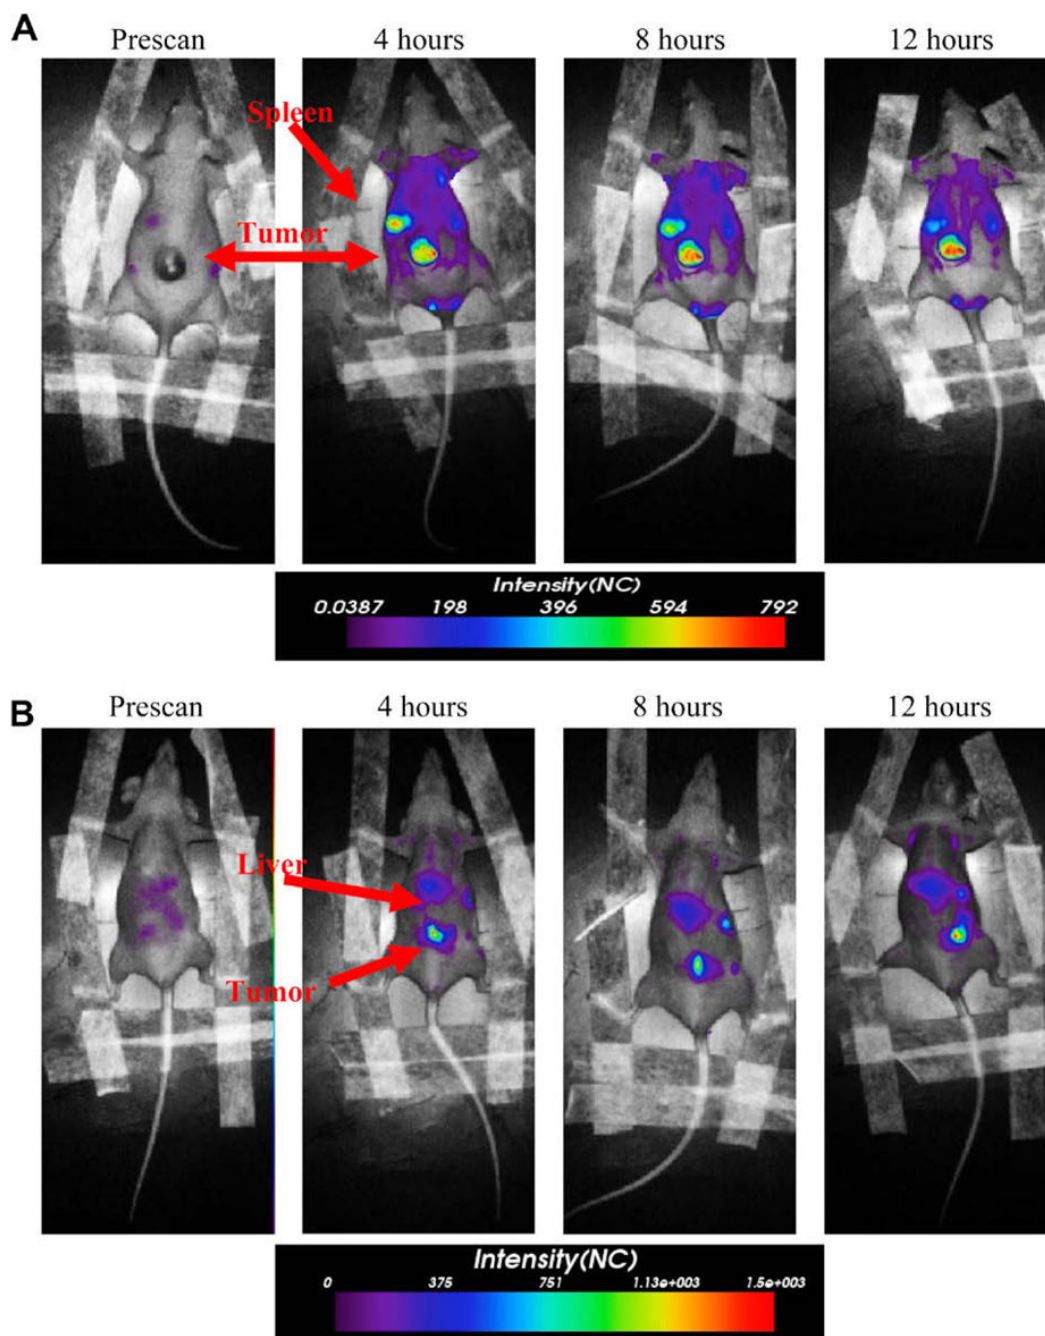 A
Prescan 4 hours 8 hours 12 hours
Spleen
Tumor
Intensity(NC)
0.0387 198 396 594 792
B
Prescan 4 hours 8 hours 12 hours
Liver
Tumor
Intensity(NC)
0 375 751 1.13e+003 1.5e+003